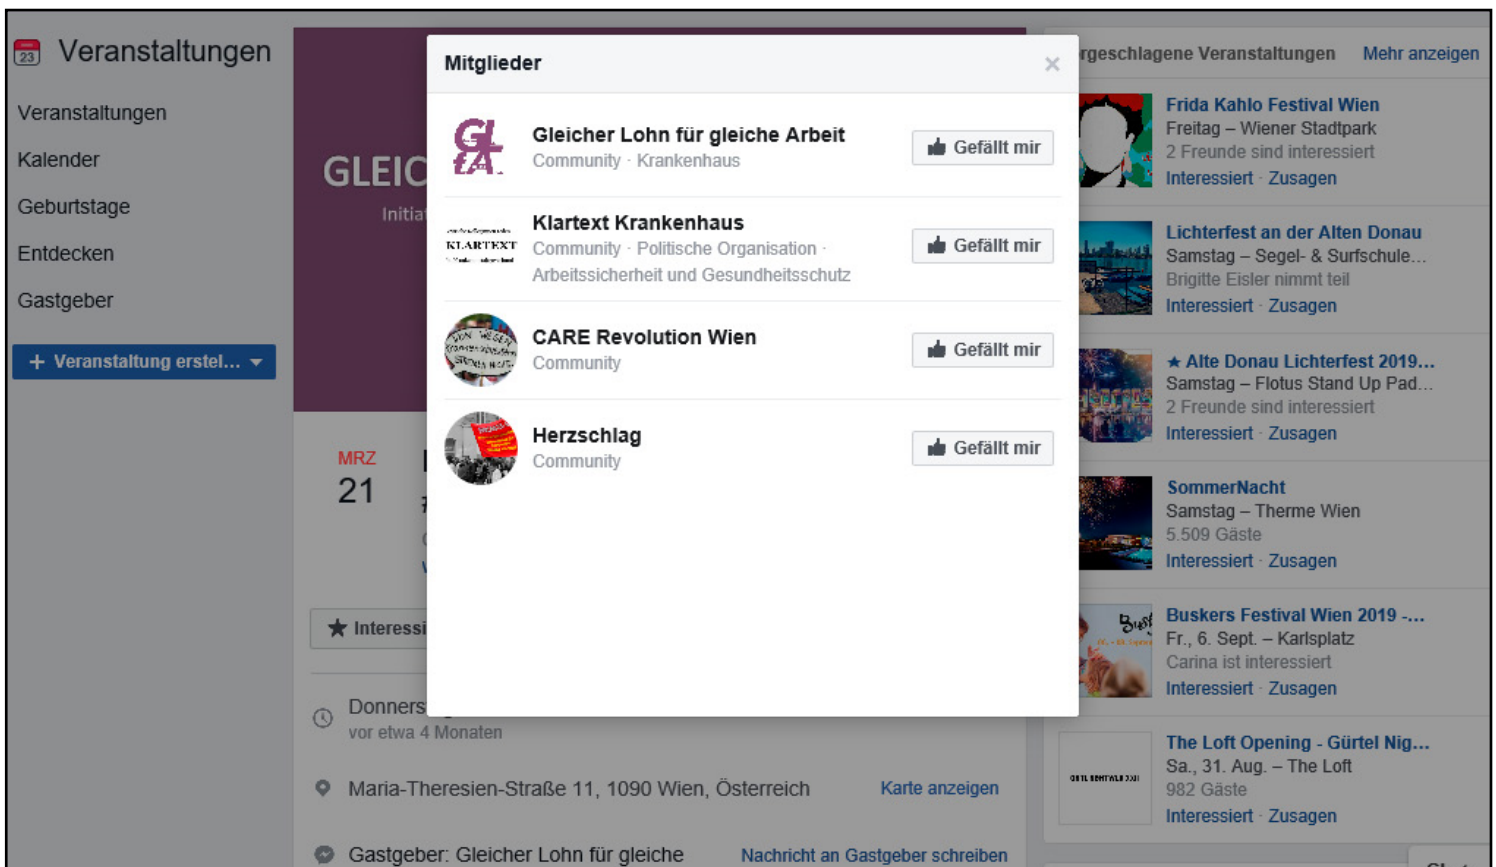 23 Veranstaltungen
Veranstaltungen
Kalender
Geburtstage
Entdecken
Gastgeber
+ Veranstaltung erstel...
GLEIC
Initiat
MRZ
21
Interessi
Donners
vor etwa 4 Monaten
Maria-Theresien-Straße 11, 1090 Wien, Österreich Karte anzeigen
Gastgeber: Gleicher Lohn für gleiche Nachricht an Gastgeber schreiben
Mitglieder ×
GLfA.
Gleicher Lohn für gleiche Arbeit
Community · Krankenhaus
Gefällt mir
KLARTEXT
Klartext Krankenhaus
Community · Politische Organisation ·
Arbeitssicherheit und Gesundheitsschutz
Gefällt mir
CARE Revolution Wien
Community
Gefällt mir
Herzschlag
Community
Gefällt mir
rgeschlagene Veranstaltungen Mehr anzeigen
Frida Kahlo Festival Wien
Freitag – Wiener Stadtpark
2 Freunde sind interessiert
Interessiert · Zusagen
Lichterfest an der Alten Donau
Samstag – Segel- & Surfschule...
Brigitte Eisler nimmt teil
Interessiert · Zusagen
★ Alte Donau Lichterfest 2019...
Samstag – Flotus Stand Up Pad...
2 Freunde sind interessiert
Interessiert · Zusagen
SommerNacht
Samstag – Therme Wien
5.509 Gäste
Interessiert · Zusagen
Buskers Festival Wien 2019 -...
Fr., 6. Sept. – Karlsplatz
Carina ist interessiert
Interessiert · Zusagen
The Loft Opening - Gürtel Nig...
Sa., 31. Aug. – The Loft
982 Gäste
Interessiert · Zusagen